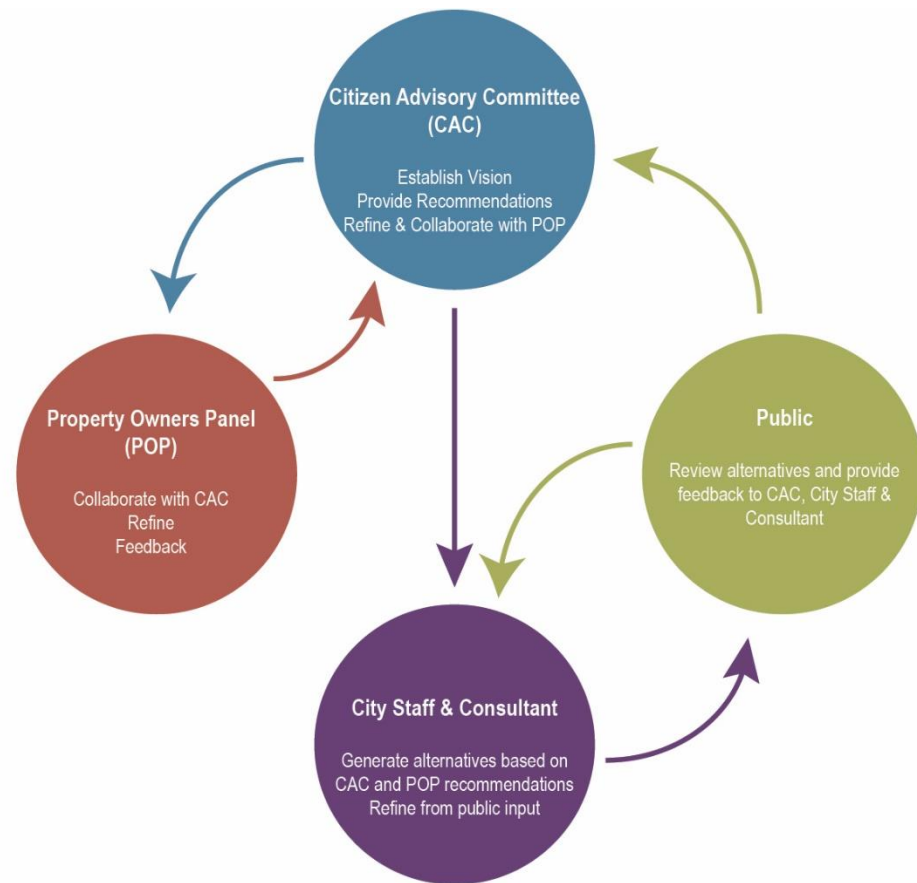 Citizen Advisory Committee
(CAC)
Establish Vision
Provide Recommendations
Refine & Collaborate with POP
Property Owners Panel
(POP)
Collaborate with CAC
Refine
Feedback
Public
Review alternatives and provide
feedback to CAC, City Staff &
Consultant
City Staff & Consultant
Generate alternatives based on
CAC and POP recommendations
Refine from public input